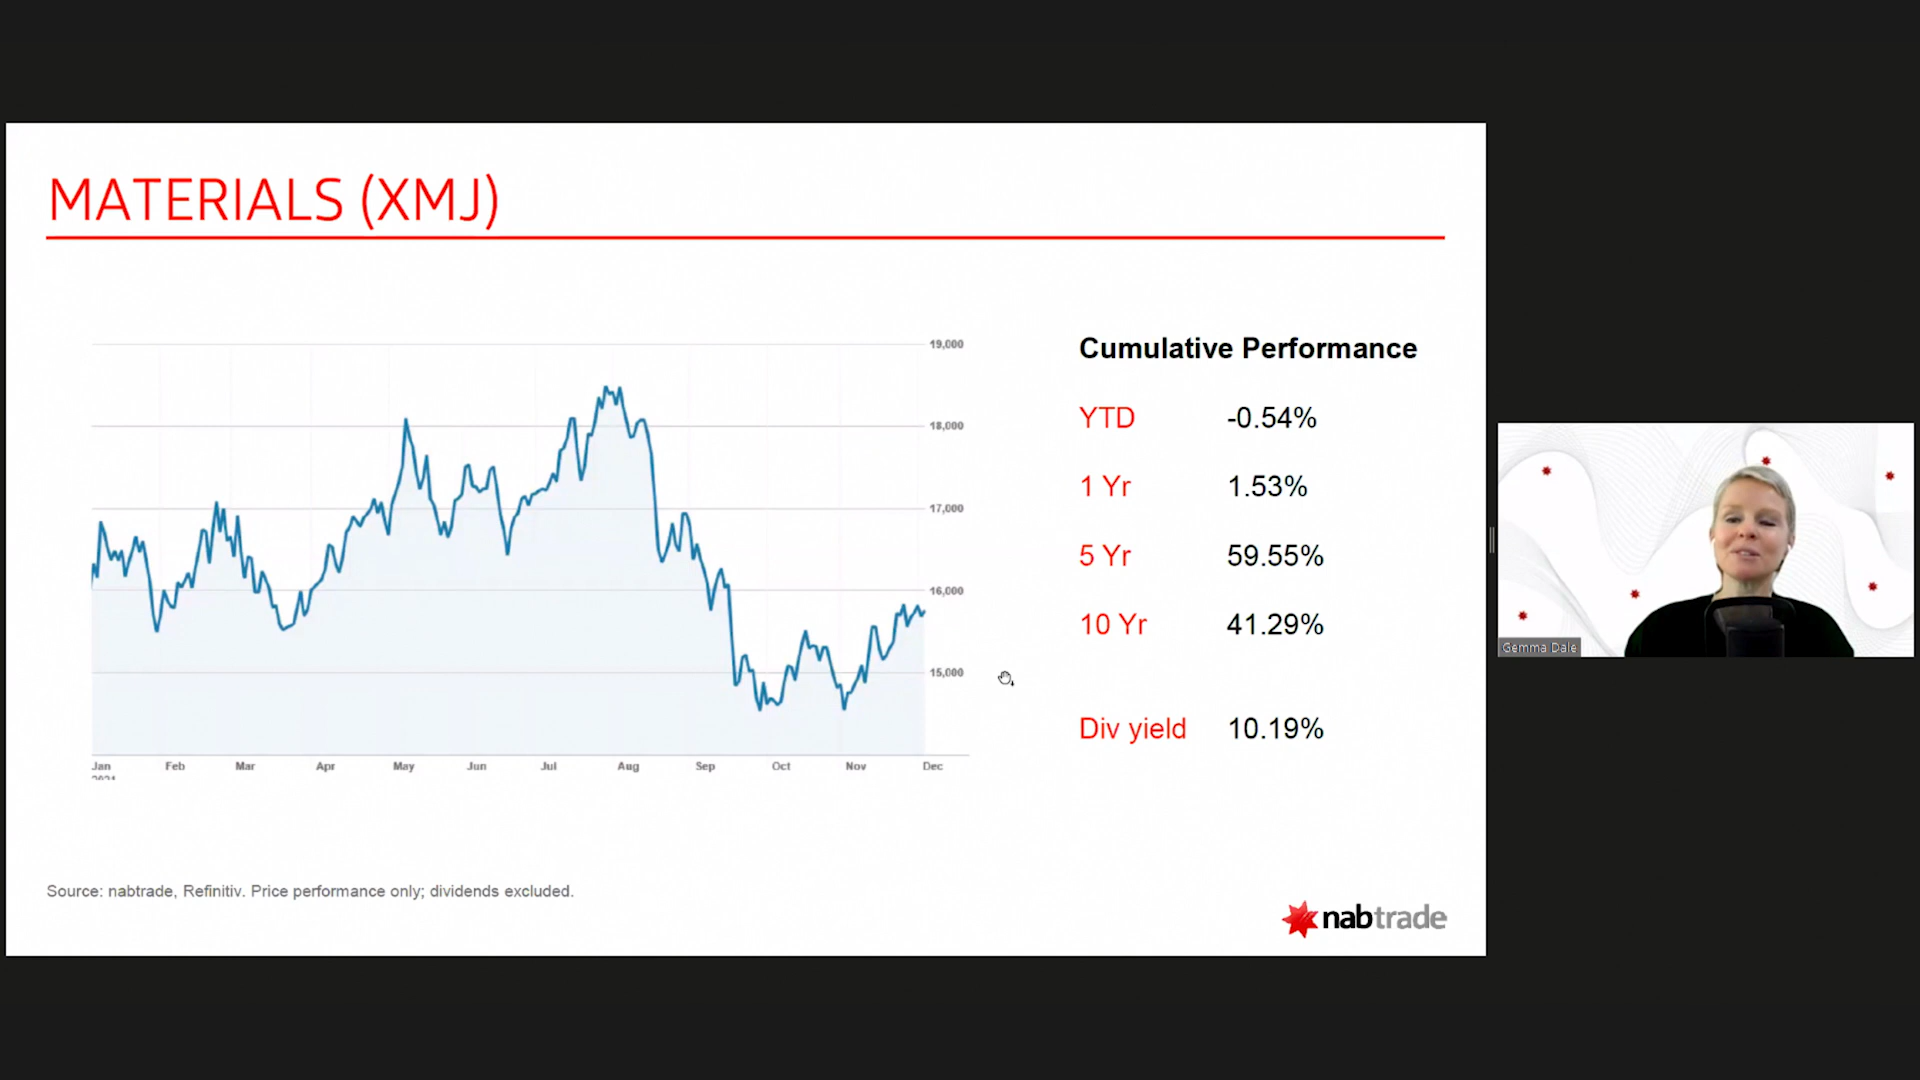 MATERIALS (XMJ)
19,000
18,000
17,000
16,000
15,000
Jan Feb Mar Apr May Jun Jul Aug Sep Oct Nov Dec
Cumulative Performance
YTD -0.54%
1 Yr 1.53%
5 Yr 59.55%
10 Yr 41.29%
Div yield 10.19%
Source: nabtrade, Refinitiv. Price performance only; dividends excluded.
nabtrade
Gemma Dale